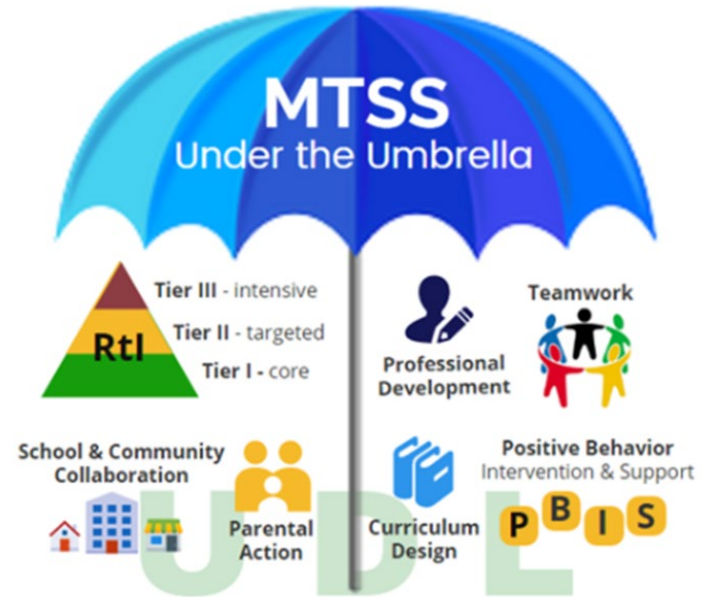 MTSS
Under the Umbrella
Tier III - intensive
Tier II - targeted
Tier I - core
RtI
Professional
Development
Teamwork
School & Community
Collaboration
Parental
Action
Curriculum
Design
Positive Behavior
Intervention & Support
P B I S
U D L